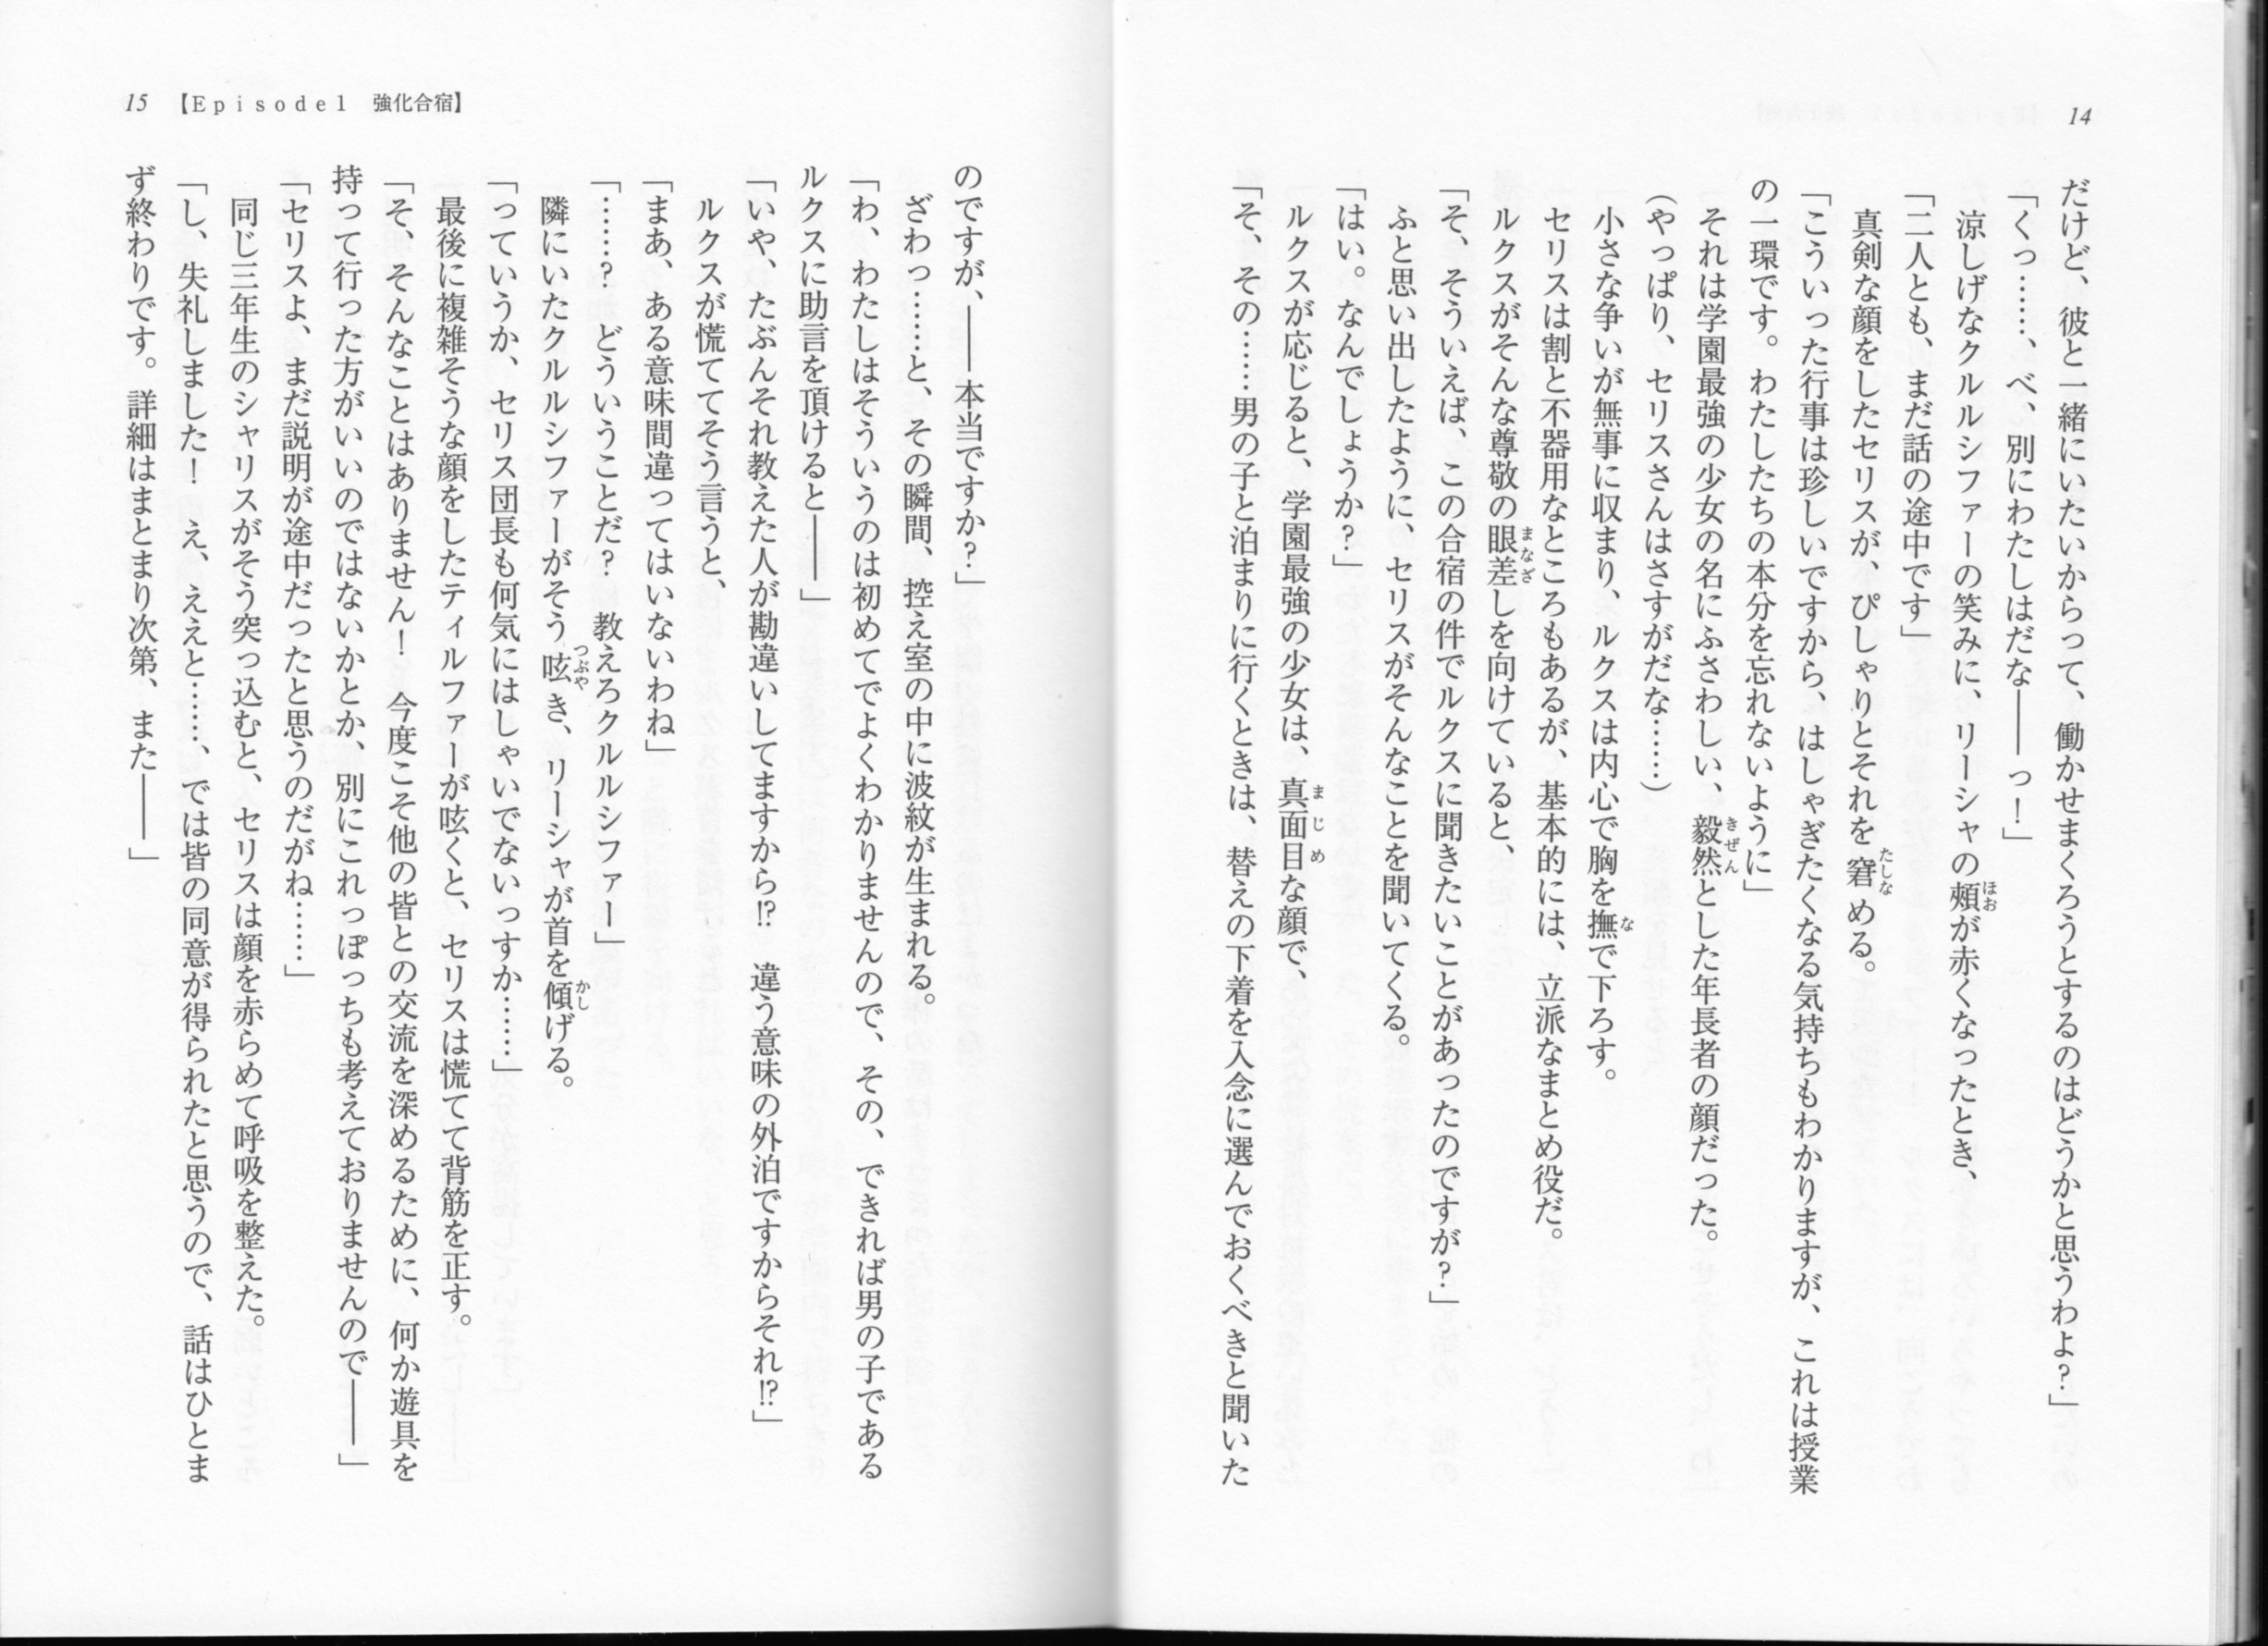 14
だけど、彼と一緒にいたいからって、働かせまくろうとするのはどうかと思うわよ？」
「くっ……、べ、別にわたしはだな――っ！」
涼しげなクルルシファーの笑みに、リーシャの頬が赤くなったとき、
「二人とも、まだ話の途中です」
真剣な顔をしたセリスが、ぴしゃりとそれを窘める。
「こういった行事は珍しいですから、はしゃぎたくなる気持ちもわかりますが、これは授業
の一環です。わたしたちの本分を忘れないように」
それは学園最強の少女の名にふさわしい、毅然とした年長者の顔だった。
（やっぱり、セリスさんはさすがだな……）
小さな争いが無事に収まり、ルクスは内心で胸を撫で下ろす。
セリスは割と不器用なところもあるが、基本的には、立派なまとめ役だ。
ルクスがそんな尊敬の眼差しを向けていると、
「そ、そういえば、この合宿の件でルクスに聞きたいことがあったのですが？」
ふと思い出したように、セリスがそんなことを聞いてくる。
「はい。なんでしょうか？」
ルクスが応じると、学園最強の少女は、真面目な顔で、
「そ、その……男の子と泊まりに行くときは、替えの下着を入念に選んでおくべきと聞いた
15 【Episode1 強化合宿】
のですが、――本当ですか？」
ざわっ……と、その瞬間、控え室の中に波紋が生まれる。
「わ、わたしはそういうのは初めてでよくわかりませんので、その、できれば男の子である
ルクスに助言を頂けると――」
「いや、たぶんそれ教えた人が勘違いしてますから⁉　違う意味の外泊ですからそれ⁉」
ルクスが慌ててそう言うと、
「まあ、ある意味間違ってはいないわね」
「……？　どういうことだ？　教えろクルルシファー」
隣にいたクルルシファーがそう呟き、リーシャが首を傾げる。
「っていうか、セリス団長も何気にはしゃいでないっすか……」
最後に複雑そうな顔をしたティルファーが呟くと、セリスは慌てて背筋を正す。
「そ、そんなことはありません！　今度こそ他の皆との交流を深めるために、何か遊具を
持って行った方がいいのではないかとか、別にこれっぽっちも考えておりませんので――」
「セリスよ、まだ説明が途中だったと思うのだがね……」
同じ三年生のシャリスがそう突っ込むと、セリスは顔を赤らめて呼吸を整えた。
「し、失礼しました！　え、ええと……、では皆の同意が得られたと思うので、話はひとま
ず終わりです。詳細はまとまり次第、また――」